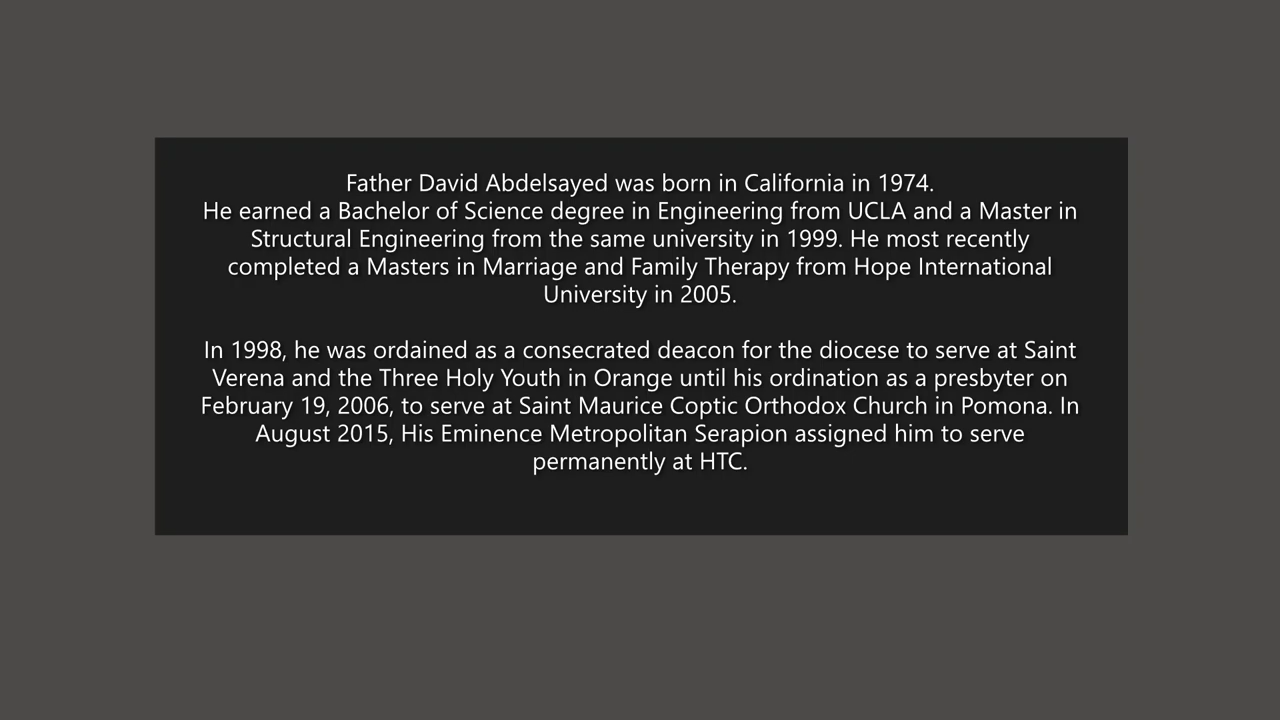 Father David Abdelsayed was born in California in 1974.
He earned a Bachelor of Science degree in Engineering from UCLA and a Master in
Structural Engineering from the same university in 1999. He most recently
completed a Masters in Marriage and Family Therapy from Hope International
University in 2005.
In 1998, he was ordained as a consecrated deacon for the diocese to serve at Saint
Verena and the Three Holy Youth in Orange until his ordination as a presbyter on
February 19, 2006, to serve at Saint Maurice Coptic Orthodox Church in Pomona. In
August 2015, His Eminence Metropolitan Serapion assigned him to serve
permanently at HTC.